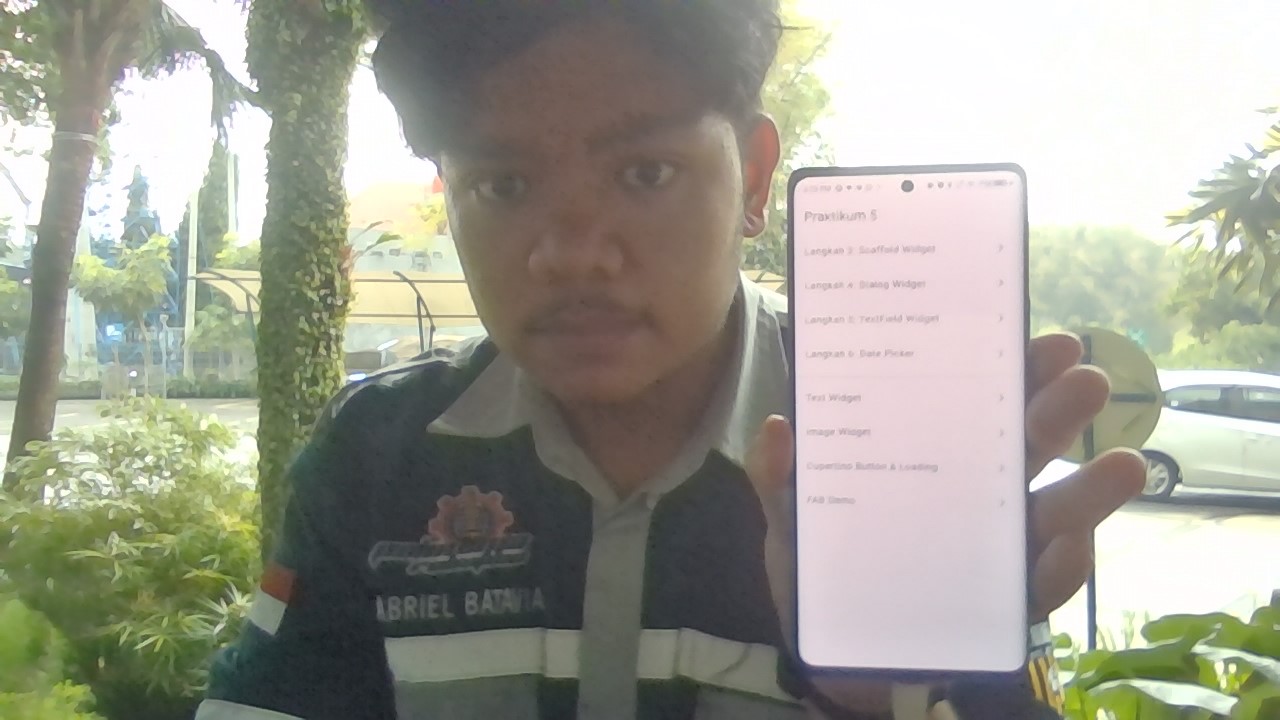 ABRIEL BATAVIA
Praktikum 5
Langkah 3: Scaffold Widget
Langkah 4: Dialog Widget
Langkah 5: TextField Widget
Langkah 6: Date Picker
Text Widget
Image Widget
Cupertino Button & Loading
FAB Demo